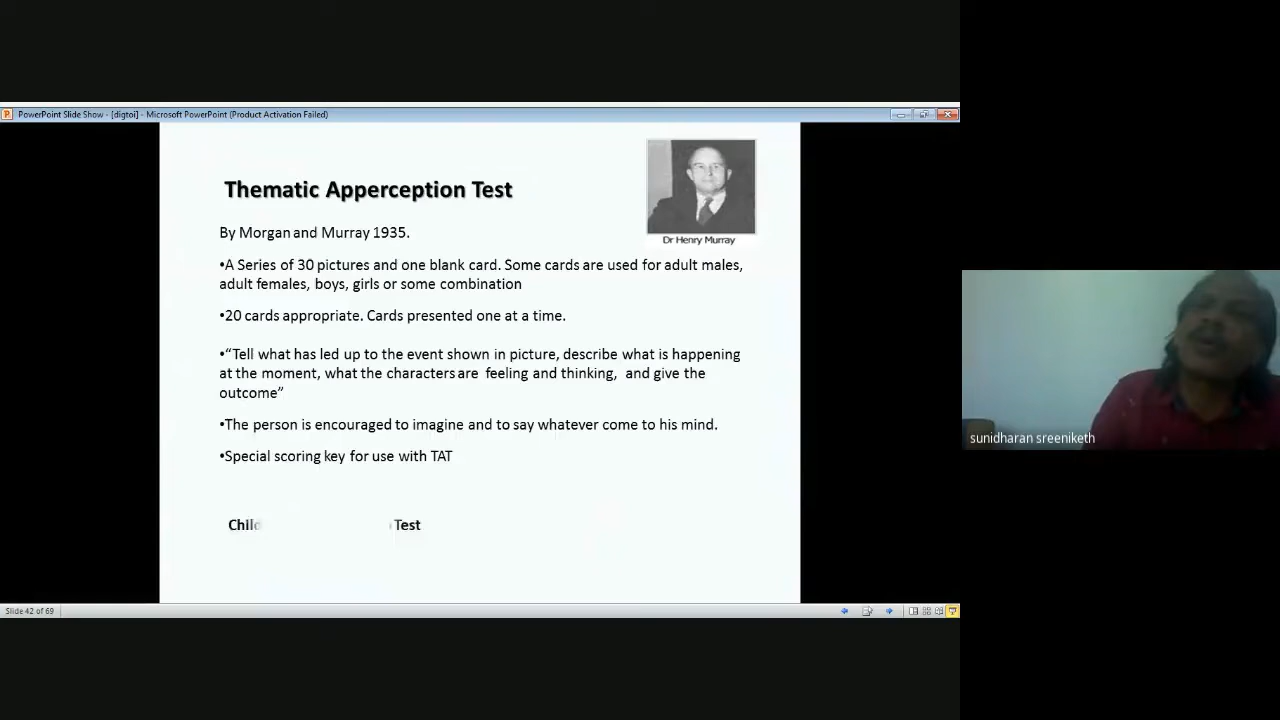 PowerPoint Slide Show - [digtoi] - Microsoft PowerPoint (Product Activation Failed)
Thematic Apperception Test
Dr Henry Murray
By Morgan and Murray 1935.
•A Series of 30 pictures and one blank card. Some cards are used for adult males,
adult females, boys, girls or some combination
•20 cards appropriate. Cards presented one at a time.
•“Tell what has led up to the event shown in picture, describe what is happening
at the moment, what the characters are feeling and thinking, and give the
outcome”
•The person is encouraged to imagine and to say whatever come to his mind.
•Special scoring key for use with TAT
sunidharan sreeniketh
Test
Slide 42 of 69